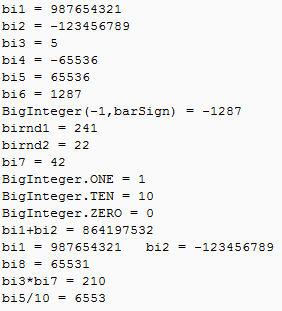 bi1 = 987654321
bi2 = -123456789
bi3 = 5
bi4 = -65536
bi5 = 65536
bi6 = 1287
BigInteger(-1,barSign) = -1287
birnd1 = 241
birnd2 = 22
bi7 = 42
BigInteger.ONE = 1
BigInteger.TEN = 10
BigInteger.ZERO = 0
bi1+bi2 = 864197532
bi1 = 987654321   bi2 = -123456789
bi8 = 65531
bi3*bi7 = 210
bi5/10 = 6553